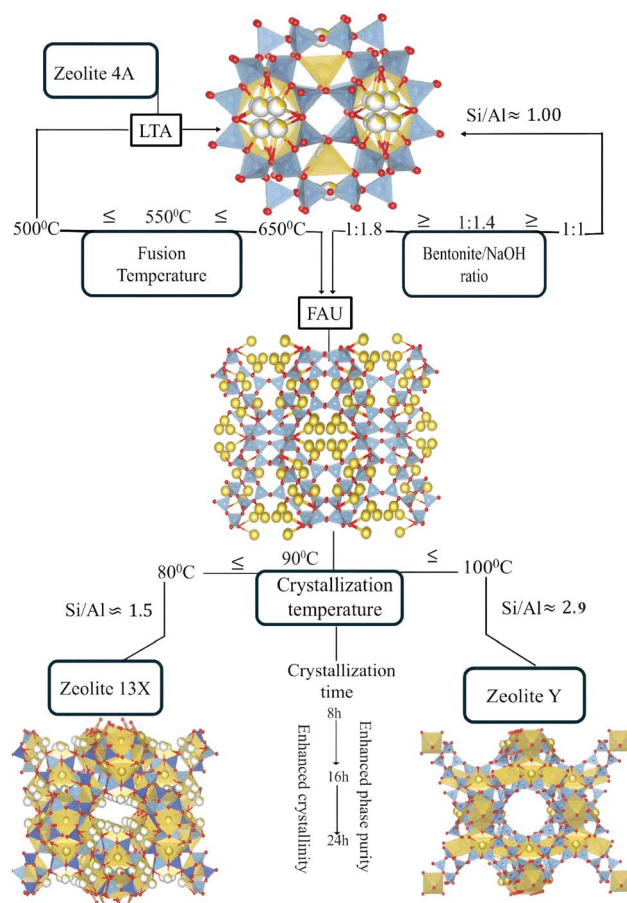 Zeolite 4A
LTA
Si/Al≈ 1.00
500⁰C ≤ 550⁰C ≤ 650⁰C
Fusion
Temperature
1:1.8 ≥ 1:1.4 ≥ 1:1
Bentonite/NaOH
ratio
FAU
80⁰C ≤ 90⁰C ≤ 100⁰C
Crystallization
temperature
Si/Al≈ 1.5
Si/Al≈ 2.9
Zeolite 13X
Zeolite Y
Crystallization
time
8h
16h
24h
Enhanced crystallinity
Enhanced phase purity